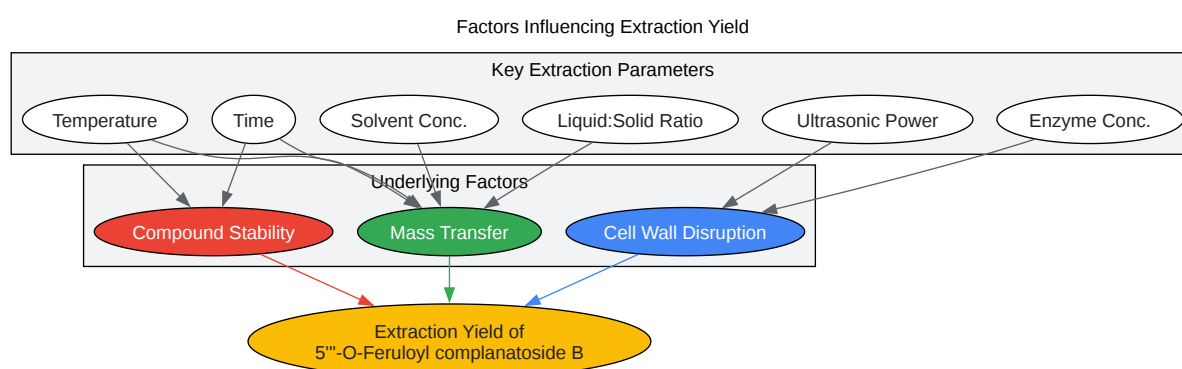 Factors Influencing Extraction Yield
Key Extraction Parameters
Temperature
Time
Solvent Conc.
Liquid:Solid Ratio
Ultrasonic Power
Enzyme Conc.
Underlying Factors
Compound Stability
Mass Transfer
Cell Wall Disruption
Extraction Yield of
5'''-O-Feruloyl complanatoside B